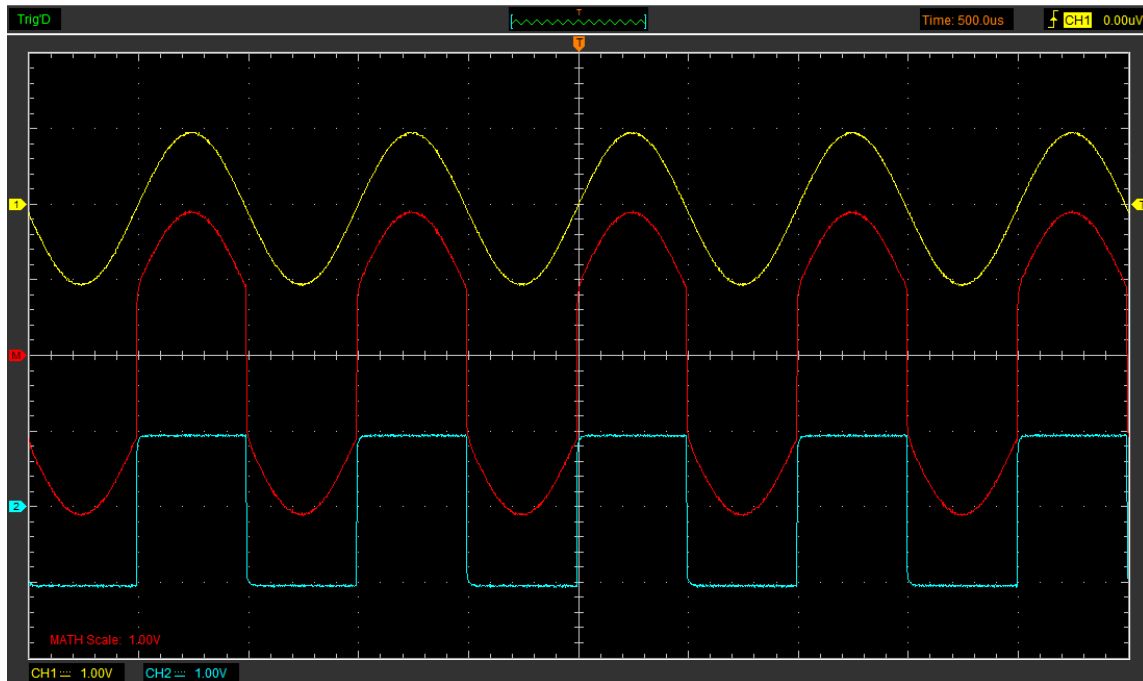 Trig'D
T
Time: 500.0us
CH1 0.00uV
T
1
T
M
2
MATH Scale: 1.00V
CH1 1.00V
CH2 1.00V